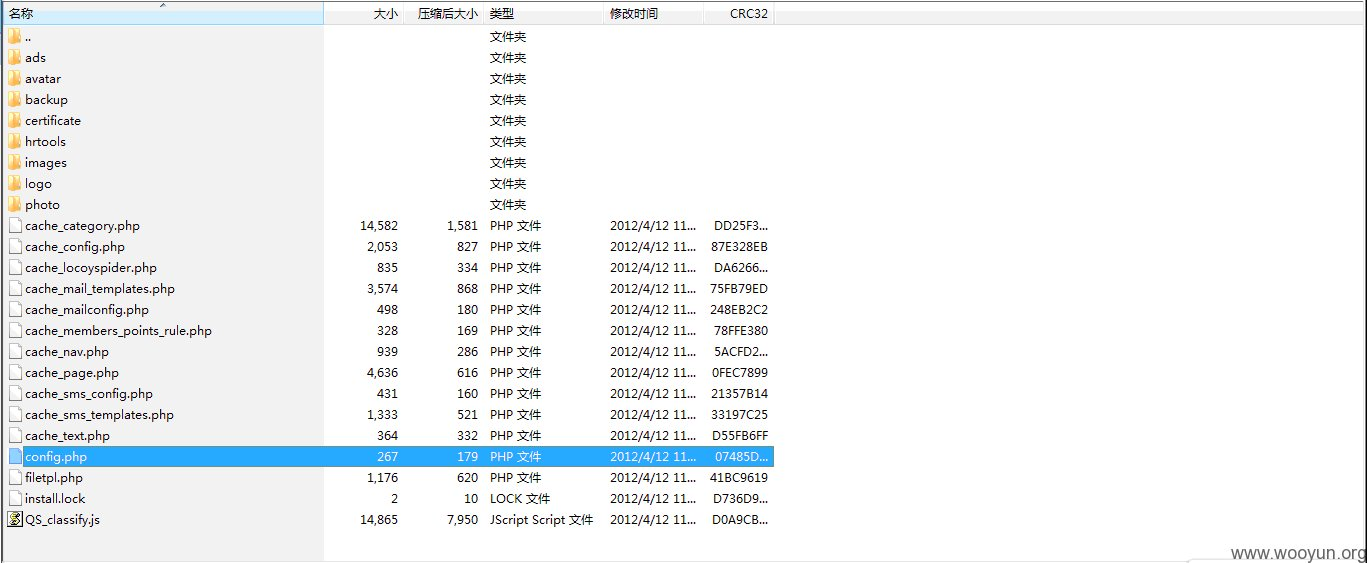 名称 大小 压缩后大小 类型 修改时间 CRC32
.. 文件夹
ads 文件夹
avatar 文件夹
backup 文件夹
certificate 文件夹
hrtools 文件夹
images 文件夹
logo 文件夹
photo 文件夹
cache_category.php 14,582 1,581 PHP 文件 2012/4/12 11... DD25F3...
cache_config.php 2,053 827 PHP 文件 2012/4/12 11... 87E328EB
cache_locoyspider.php 835 334 PHP 文件 2012/4/12 11... DA6266...
cache_mail_templates.php 3,574 868 PHP 文件 2012/4/12 11... 75FB79ED
cache_mailconfig.php 498 180 PHP 文件 2012/4/12 11... 248EB2C2
cache_members_points_rule.php 328 169 PHP 文件 2012/4/12 11... 78FFE380
cache_nav.php 939 286 PHP 文件 2012/4/12 11... 5ACFD2...
cache_page.php 4,636 616 PHP 文件 2012/4/12 11... 0FEC7899
cache_sms_config.php 431 160 PHP 文件 2012/4/12 11... 21357B14
cache_sms_templates.php 1,333 521 PHP 文件 2012/4/12 11... 33197C25
cache_text.php 364 332 PHP 文件 2012/4/12 11... D55FB6FF
config.php 267 179 PHP 文件 2012/4/12 11... 07485D...
filetpl.php 1,176 620 PHP 文件 2012/4/12 11... 41BC9619
install.lock 2 10 LOCK 文件 2012/4/12 11... D736D9...
QS_classify.js 14,865 7,950 JScript Script 文件 2012/4/12 11... D0A9CB...
www.wooyun.org